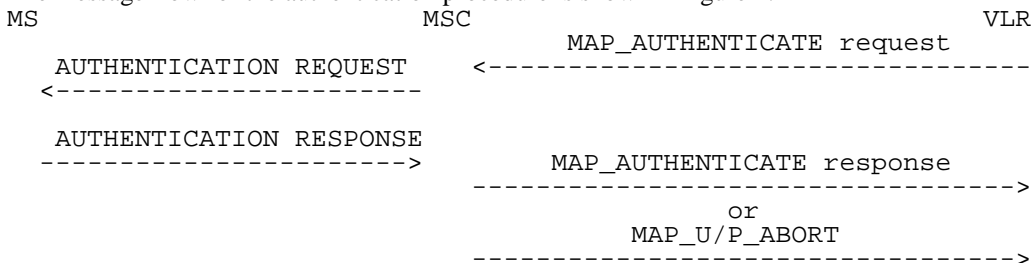 MS MSC VLR
MAP_AUTHENTICATE request
AUTHENTICATION REQUEST <----------------------------------
<------------------------
AUTHENTICATION RESPONSE
-----------------------> MAP_AUTHENTICATE response
---------------------------------->
or
MAP_U/P_ABORT
---------------------------------->